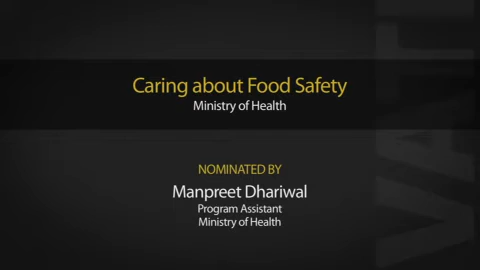 Caring about Food Safety
Ministry of Health
NOMINATED BY
Manpreet Dhariwal
Program Assistant
Ministry of Health